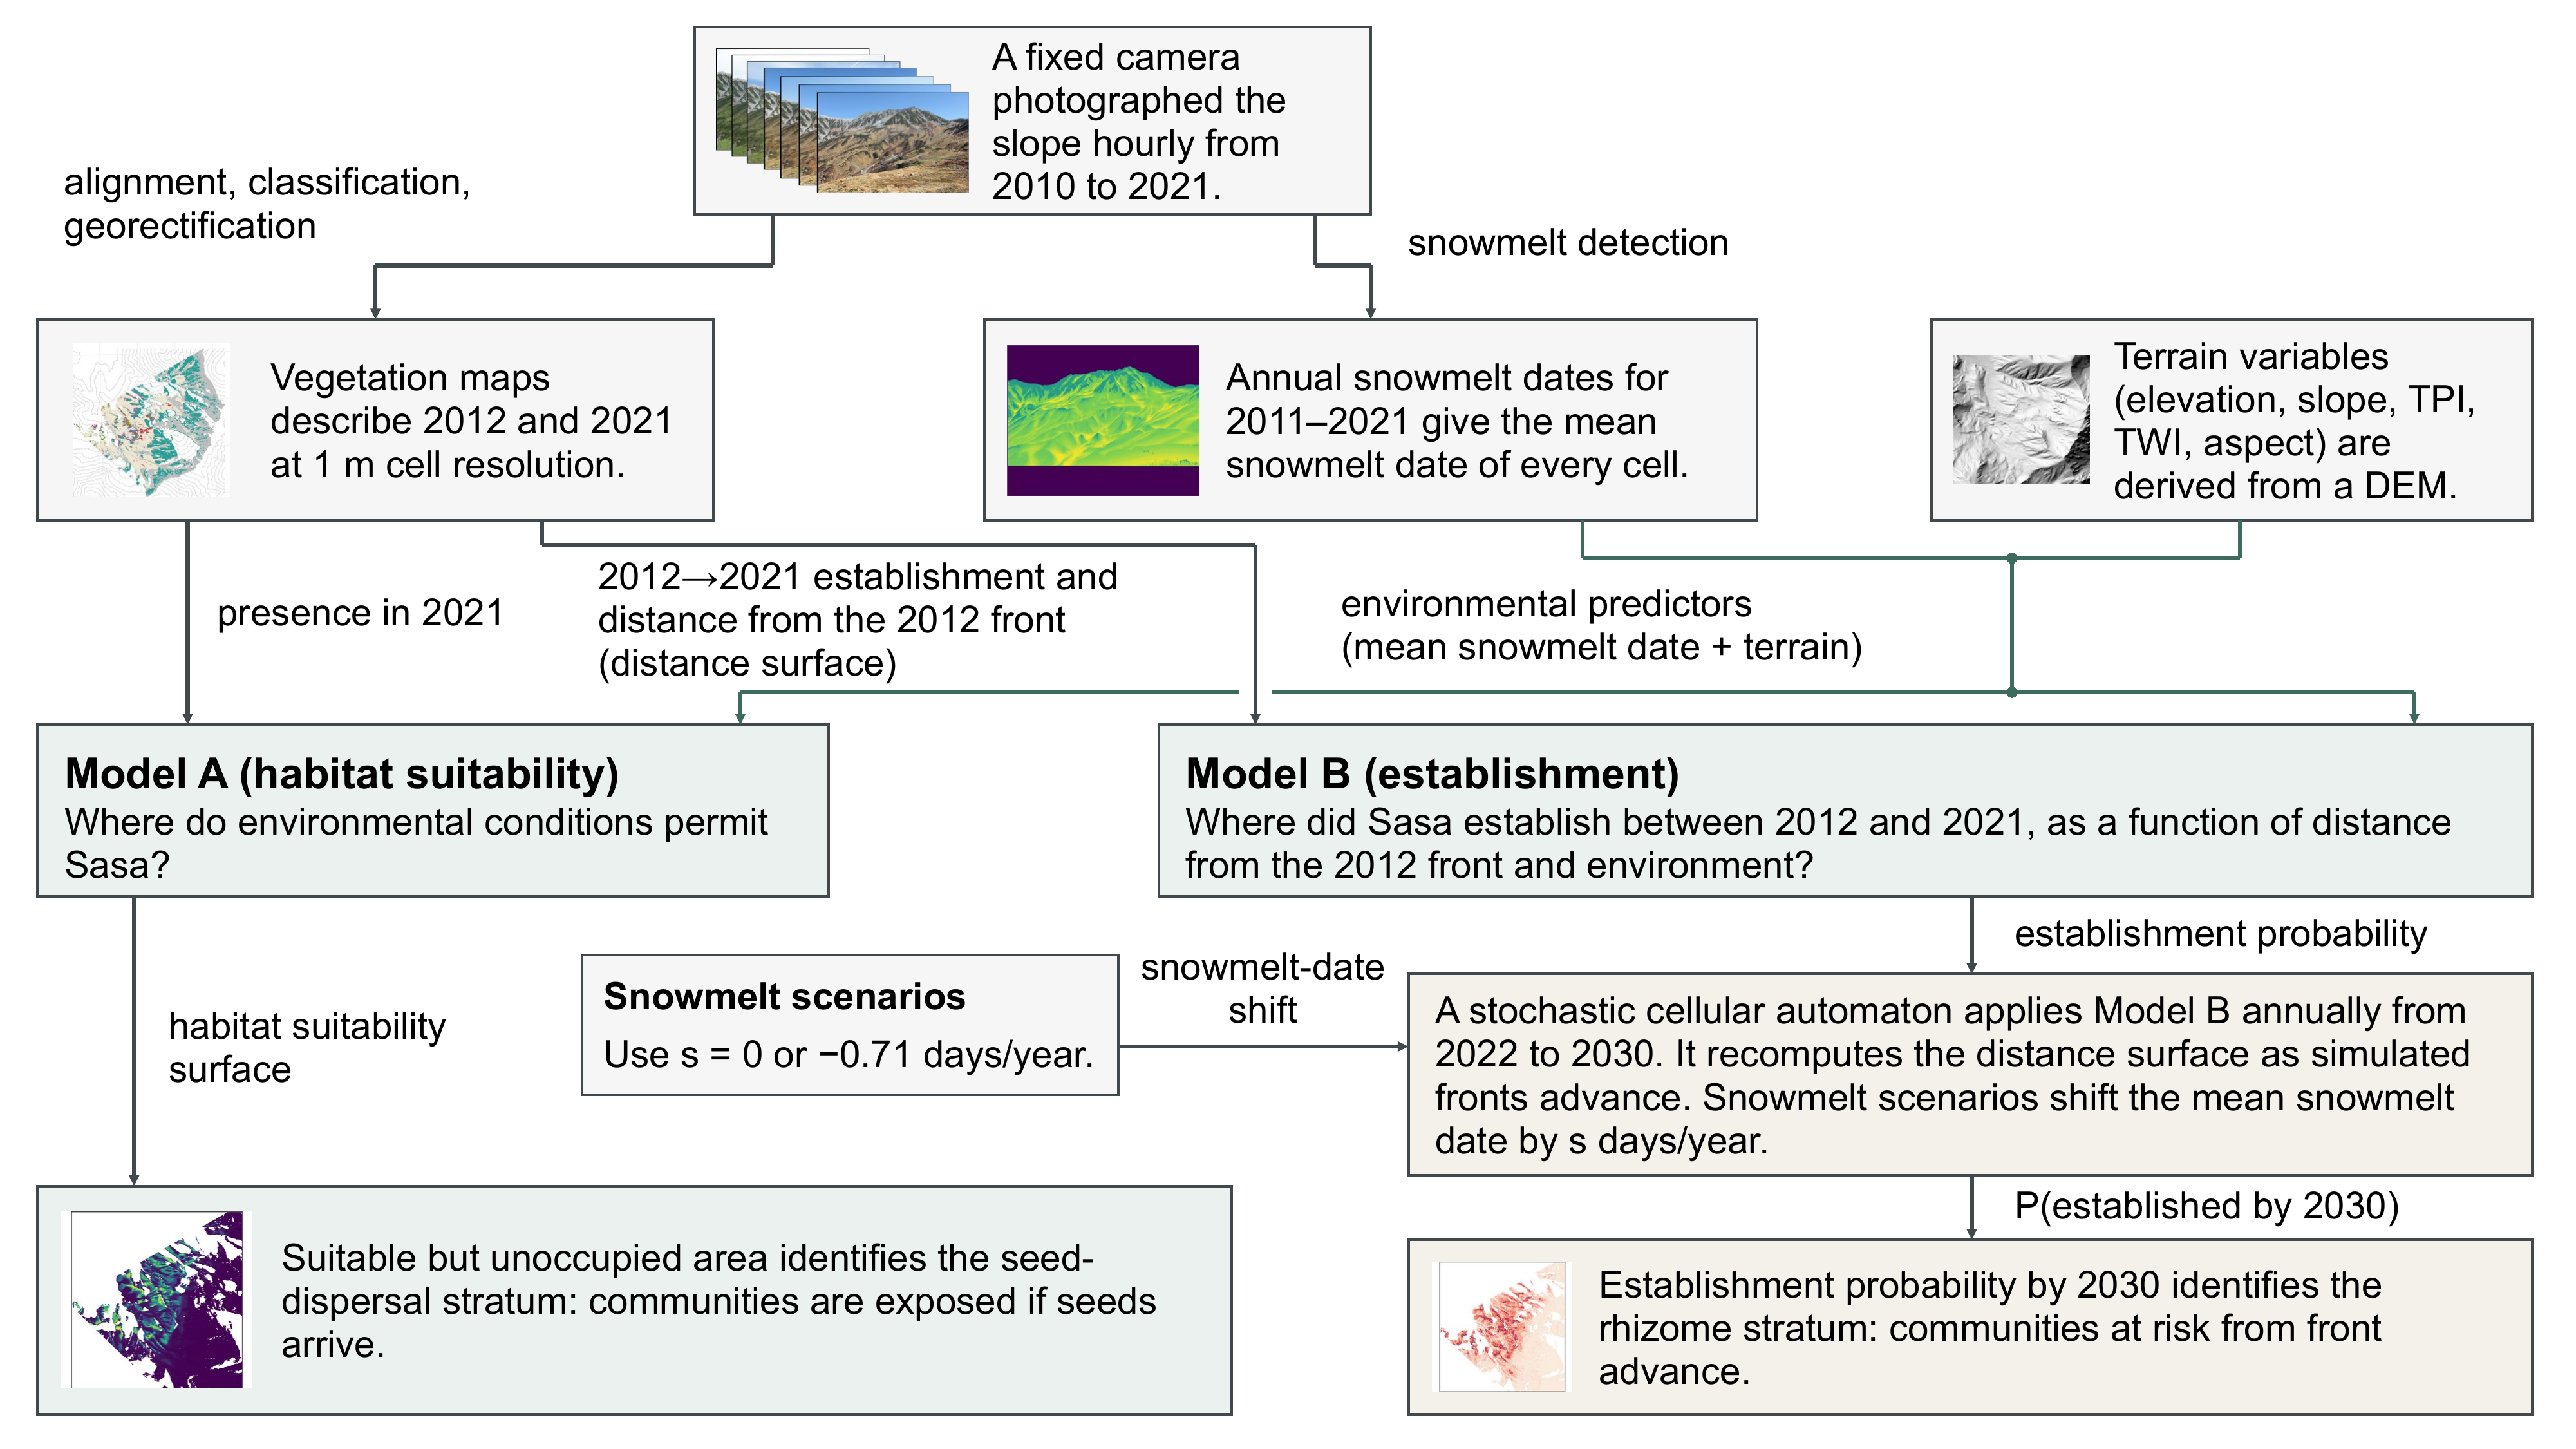 A fixed camera
photographed the
slope hourly from
2010 to 2021.
alignment, classification,
georectification
snowmelt detection
Vegetation maps
describe 2012 and 2021
at 1 m cell resolution.
Annual snowmelt dates for
2011–2021 give the mean
snowmelt date of every cell.
Terrain variables
(elevation, slope, TPI,
TWI, aspect) are
derived from a DEM.
presence in 2021
2012→2021 establishment and
distance from the 2012 front
(distance surface)
environmental predictors
(mean snowmelt date + terrain)
Model A (habitat suitability)
Where do environmental conditions permit
Sasa?
Model B (establishment)
Where did Sasa establish between 2012 and 2021, as a function of distance
from the 2012 front and environment?
establishment probability
habitat suitability
surface
Snowmelt scenarios
Use s = 0 or −0.71 days/year.
snowmelt-date
shift
A stochastic cellular automaton applies Model B annually from
2022 to 2030. It recomputes the distance surface as simulated
fronts advance. Snowmelt scenarios shift the mean snowmelt
date by s days/year.
P(established by 2030)
Suitable but unoccupied area identifies the seed-
dispersal stratum: communities are exposed if seeds
arrive.
Establishment probability by 2030 identifies the
rhizome stratum: communities at risk from front
advance.